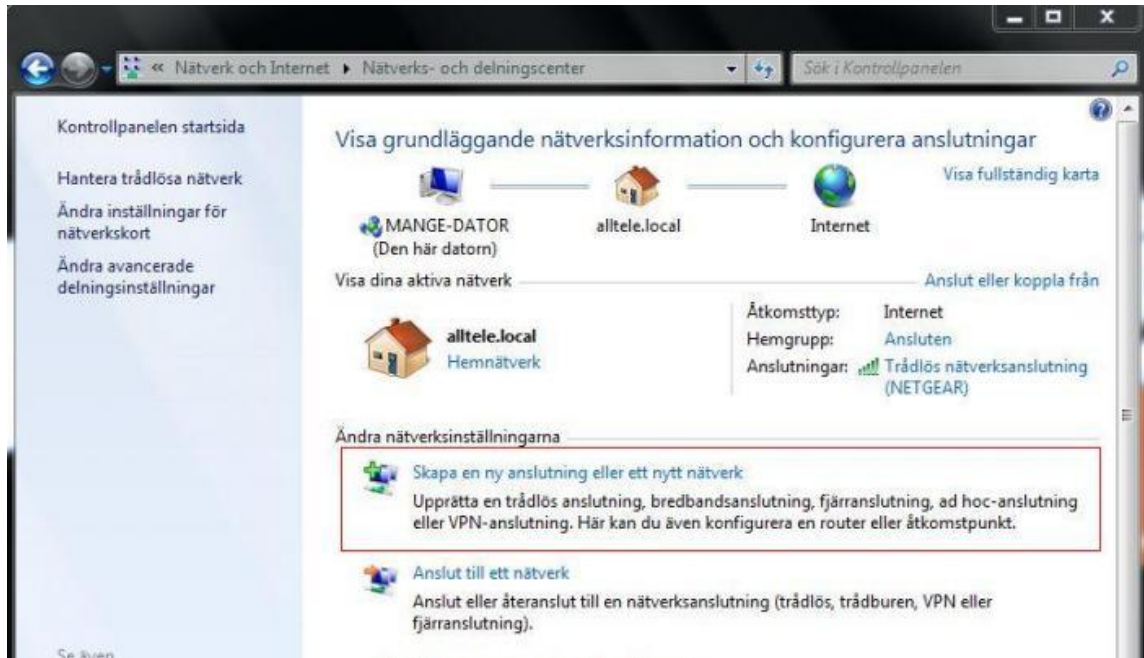 « Nätverk och Internet ▸ Nätverks- och delningscenter
Sök i Kontrollpanelen
Kontrollpanelen startsida
Hantera trådlösa nätverk
Ändra inställningar för
nätverkskort
Ändra avancerade
delningsinställningar
Se även
Visa grundläggande nätverksinformation och konfigurera anslutningar
Visa fullständig karta
MANGE-DATOR
(Den här datorn)
alltele.local
Internet
Visa dina aktiva nätverk
Anslut eller koppla från
alltele.local
Hemnätverk
Åtkomsttyp: Internet
Hemgrupp: Ansluten
Anslutningar: Trådlös nätverksanslutning
(NETGEAR)
Ändra nätverksinställningarna
Skapa en ny anslutning eller ett nytt nätverk
Upprätta en trådlös anslutning, bredbandsanslutning, fjärranslutning, ad hoc-anslutning
eller VPN-anslutning. Här kan du även konfigurera en router eller åtkomstpunkt.
Anslut till ett nätverk
Anslut eller återanslut till en nätverksanslutning (trådlös, trådburen, VPN eller
fjärranslutning).